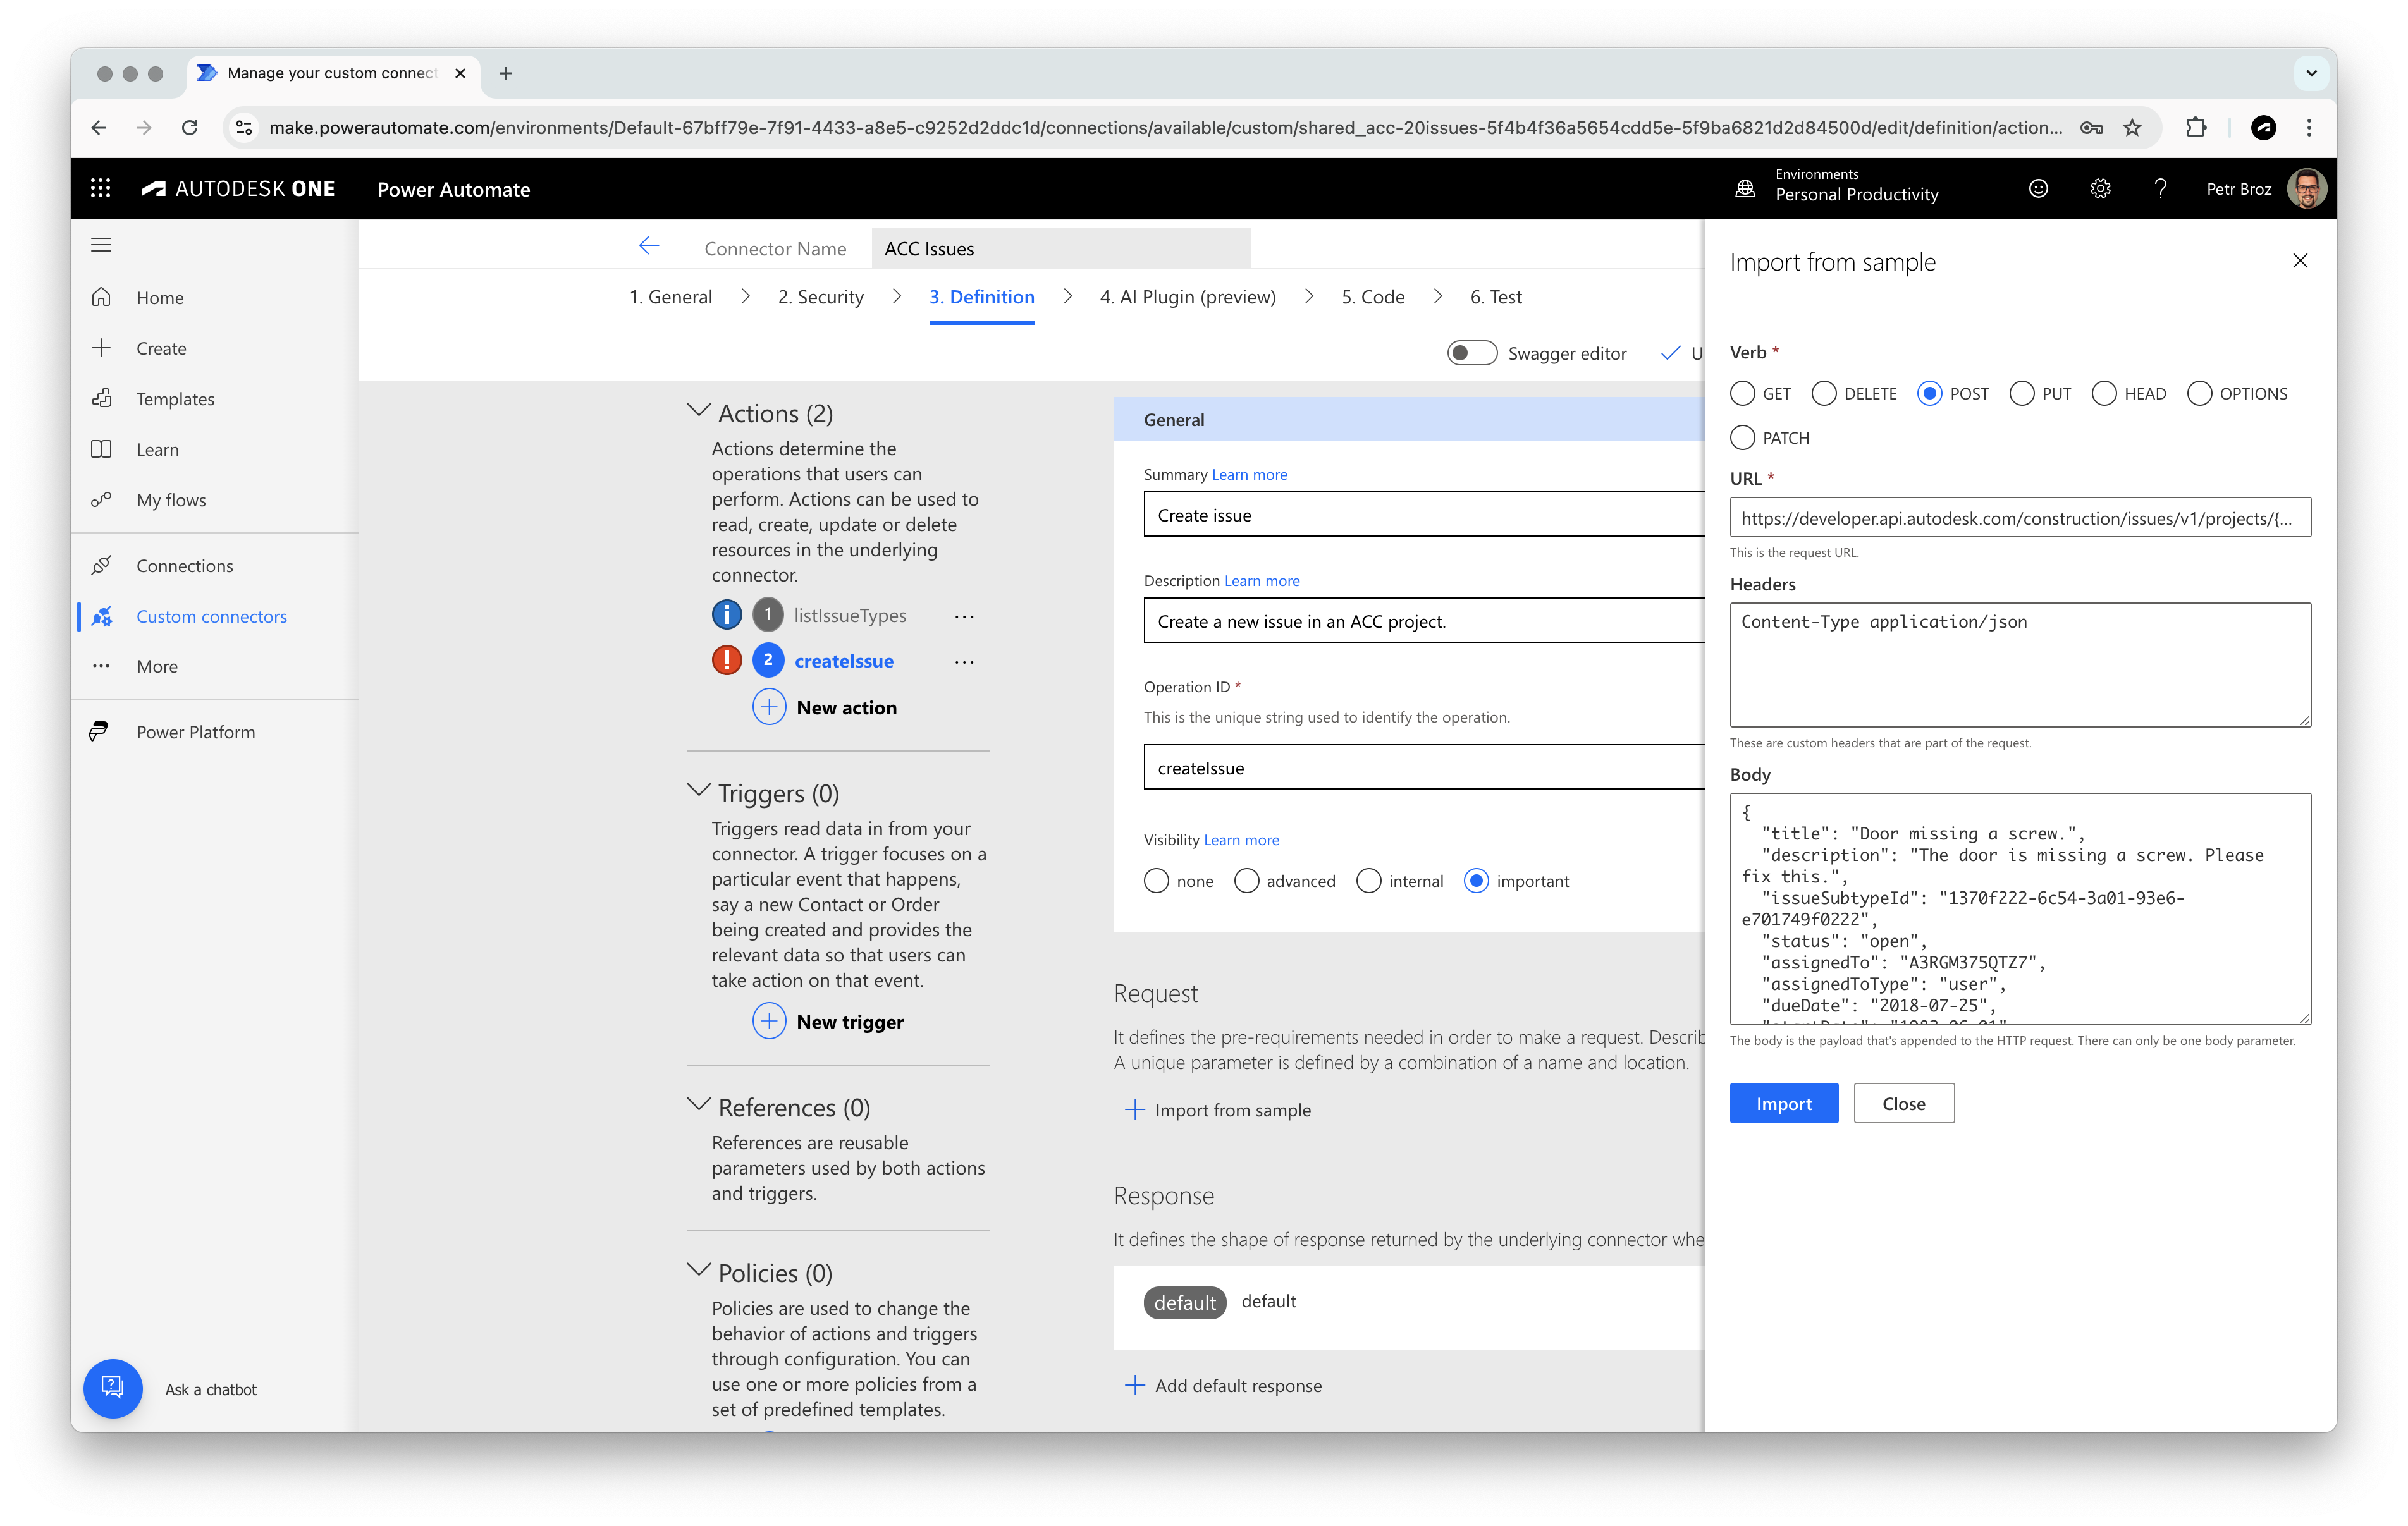 Manage your custom connect
make.powerautomate.com/environments/Default-67bff79e-7f91-4433-a8e5-c9252d2ddc1d/connections/available/custom/shared_acc-20issues-5f4b4f36a5654cdd5e-5f9ba6821d2d84500d/edit/definition/action...
AUTODESK ONE
Power Automate
Environments
Personal Productivity
Petr Broz
Home
Create
Templates
Learn
My flows
Connections
Custom connectors
More
Power Platform
Ask a chatbot
Connector Name
ACC Issues
1. General
2. Security
3. Definition
4. AI Plugin (preview)
5. Code
6. Test
Swagger editor
U
Actions (2)
Actions determine the
operations that users can
perform. Actions can be used to
read, create, update or delete
resources in the underlying
connector.
1 listIssueTypes ...
2 createIssue ...
New action
Triggers (0)
Triggers read data in from your
connector. A trigger focuses on a
particular event that happens,
say a new Contact or Order
being created and provides the
relevant data so that users can
take action on that event.
New trigger
References (0)
References are reusable
parameters used by both actions
and triggers.
Policies (0)
Policies are used to change the
behavior of actions and triggers
through configuration. You can
use one or more policies from a
set of predefined templates.
General
Summary Learn more
Create issue
Description Learn more
Create a new issue in an ACC project.
Operation ID *
This is the unique string used to identify the operation.
createIssue
Visibility Learn more
none
advanced
internal
important
Request
It defines the pre-requirements needed in order to make a request. Describ
A unique parameter is defined by a combination of a name and location.
Import from sample
Response
It defines the shape of response returned by the underlying connector whe
default default
Add default response
Import from sample
Verb *
GET
DELETE
POST
PUT
HEAD
OPTIONS
PATCH
URL *
https://developer.api.autodesk.com/construction/issues/v1/projects/{...
This is the request URL.
Headers
Content-Type application/json
These are custom headers that are part of the request.
Body
{
"title": "Door missing a screw.",
"description": "The door is missing a screw. Please
fix this.",
"issueSubtypeId": "1370f222-6c54-3a01-93e6-
e701749f0222",
"status": "open",
"assignedTo": "A3RGM375QTZ7",
"assignedToType": "user",
"dueDate": "2018-07-25",
The body is the payload that's appended to the HTTP request. There can only be one body parameter.
Import
Close